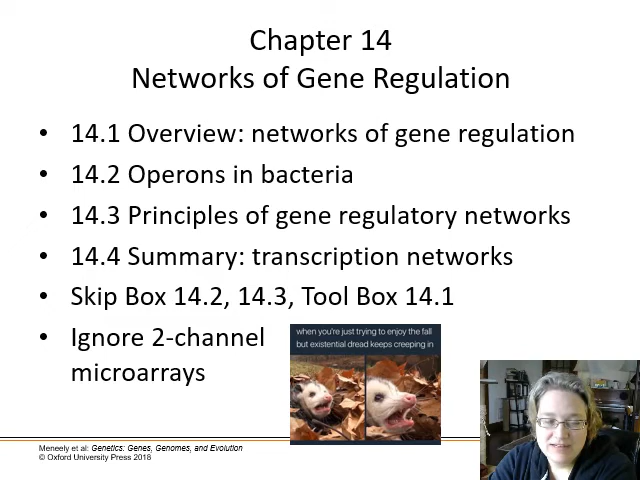 Chapter 14
Networks of Gene Regulation
• 14.1 Overview: networks of gene regulation
• 14.2 Operons in bacteria
• 14.3 Principles of gene regulatory networks
• 14.4 Summary: transcription networks
• Skip Box 14.2, 14.3, Tool Box 14.1
• Ignore 2-channel
microarrays
when you're just trying to enjoy the fall
but existential dread keeps creeping in
Meneely et al: Genetics: Genes, Genomes, and Evolution
© Oxford University Press 2018